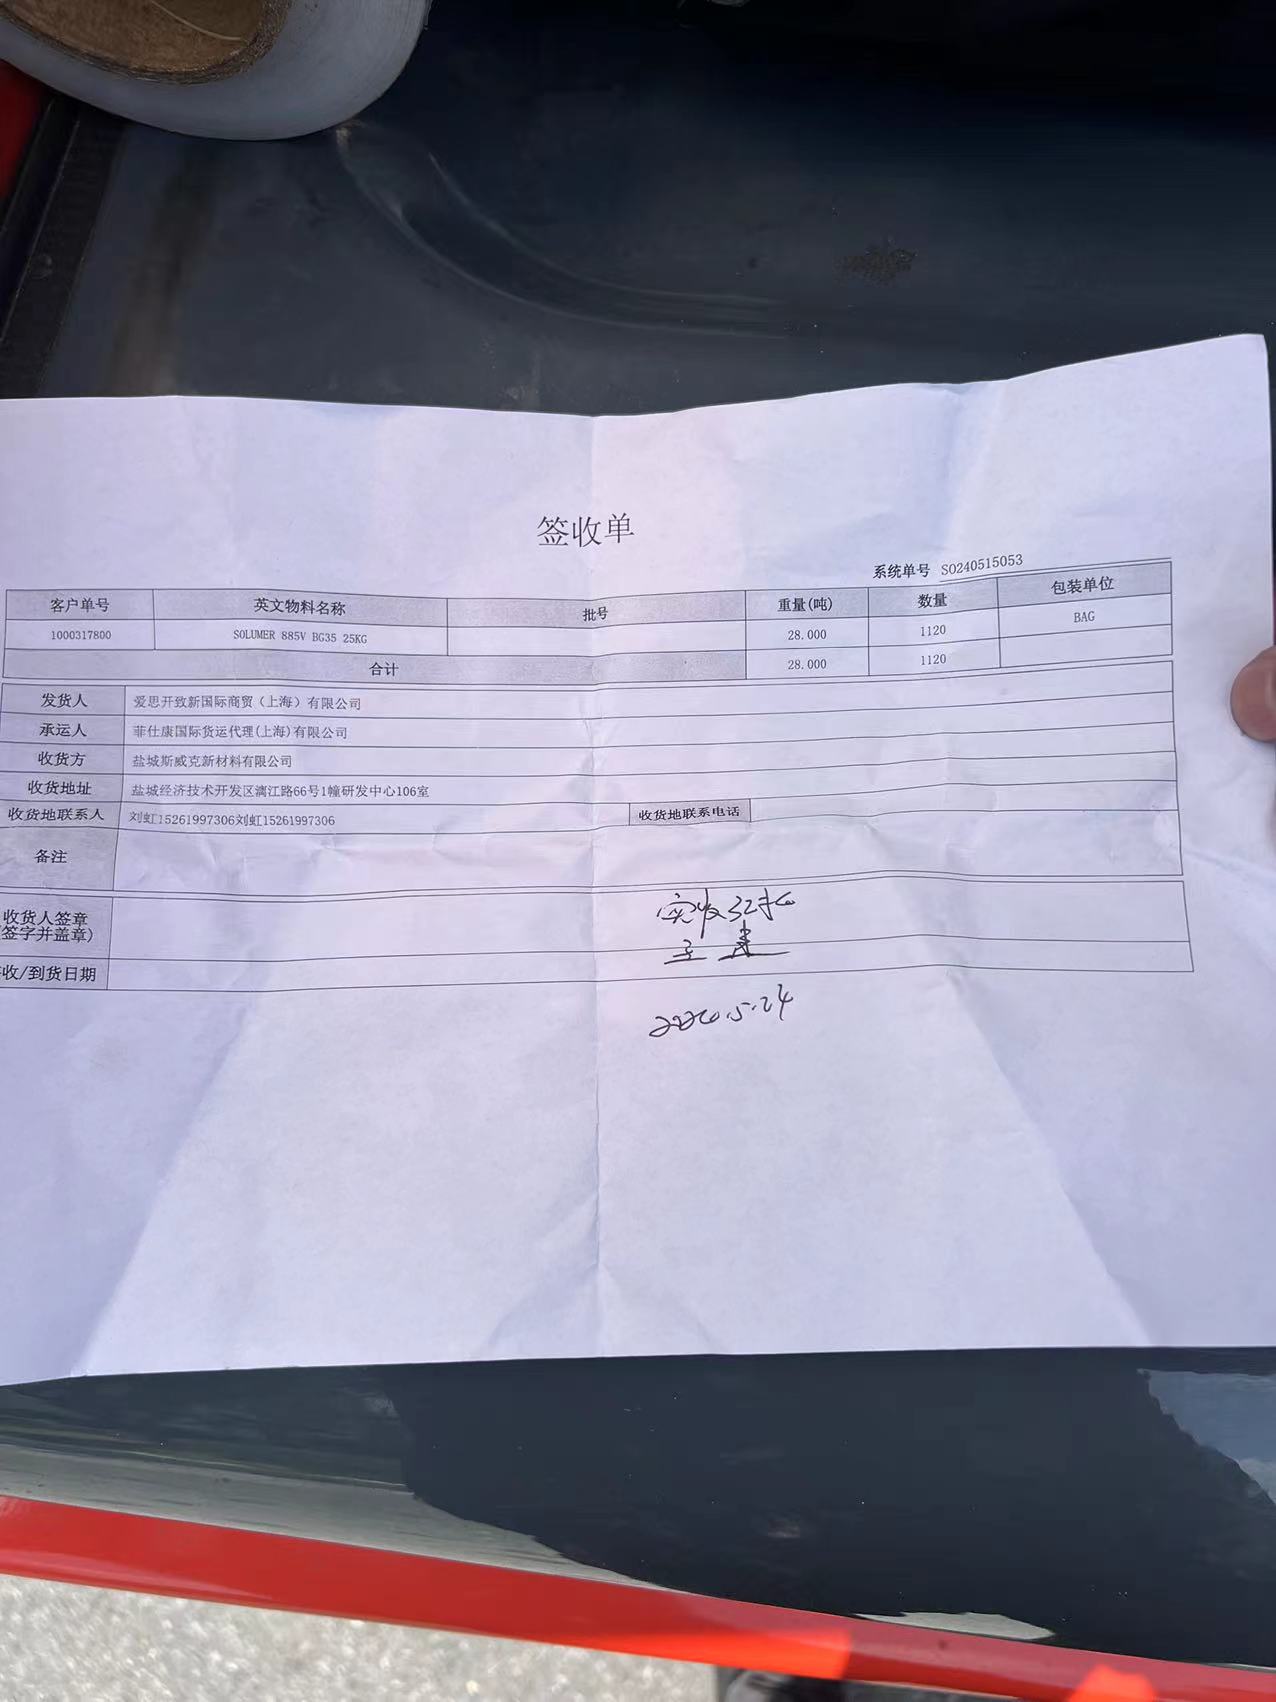 签收单
系统单号 SO240515053
客户单号 英文物料名称 批号 重量(吨) 数量 包装单位
1000317800 SOLUMER 885V BG35 25KG 28.000 1120 BAG
合计 28.000 1120
发货人 爱思开致新国际商贸（上海）有限公司
承运人 菲仕康国际货运代理(上海)有限公司
收货方 盐城斯威克新材料有限公司
收货地址 盐城经济技术开发区漓江路66号1幢研发中心106室
收货地联系人 刘虹15261997306刘虹15261997306 收货地联系电话
备注
收货人签章
签字并盖章)
实收32托
收/到货日期